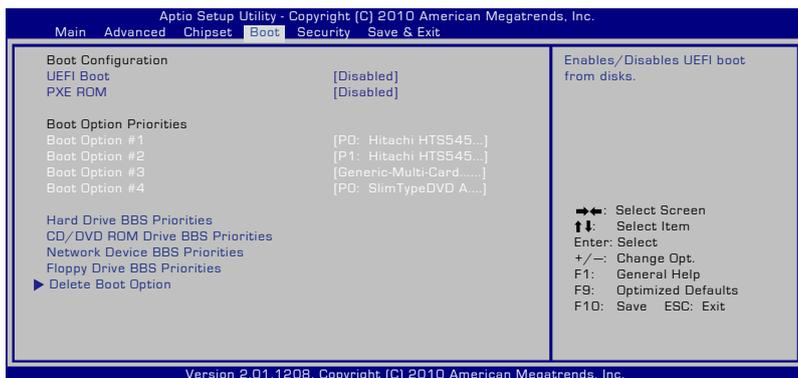 Aptio Setup Utility - Copyright (C) 2010 American Megatrends, Inc.
Main Advanced Chipset Boot Security Save & Exit
Boot Configuration
UEFI Boot [Disabled]
PXE ROM [Disabled]
Boot Option Priorities
Boot Option #1 [P0: Hitachi HTS545...]
Boot Option #2 [P1: Hitachi HTS545...]
Boot Option #3 [Generic-Multi-Card......]
Boot Option #4 [P0: SlimTypeDVD A....]
Hard Drive BBS Priorities
CD/DVD ROM Drive BBS Priorities
Network Device BBS Priorities
Floppy Drive BBS Priorities
▶ Delete Boot Option
Enables/Disables UEFI boot
from disks.
➡⬅: Select Screen
⬆⬇: Select Item
Enter: Select
+/—: Change Opt.
F1: General Help
F9: Optimized Defaults
F10: Save ESC: Exit
Version 2.01.1208. Copyright (C) 2010 American Megatrends, Inc.